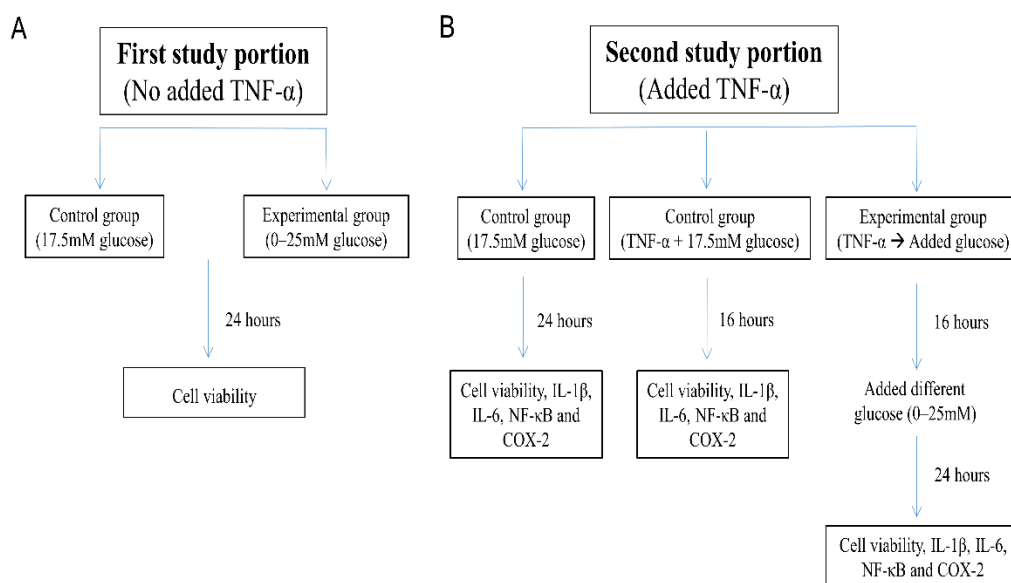 A
First study portion
(No added TNF-α)
Control group
(17.5mM glucose)
Experimental group
(0–25mM glucose)
24 hours
Cell viability
B
Second study portion
(Added TNF-α)
Control group
(17.5mM glucose)
Control group
(TNF-α + 17.5mM glucose)
Experimental group
(TNF-α → Added glucose)
24 hours
16 hours
16 hours
Cell viability, IL-1β,
IL-6, NF-κB and
COX-2
Cell viability, IL-1β,
IL-6, NF-κB and
COX-2
Added different
glucose (0–25mM)
24 hours
Cell viability, IL-1β, IL-6,
NF-κB and COX-2